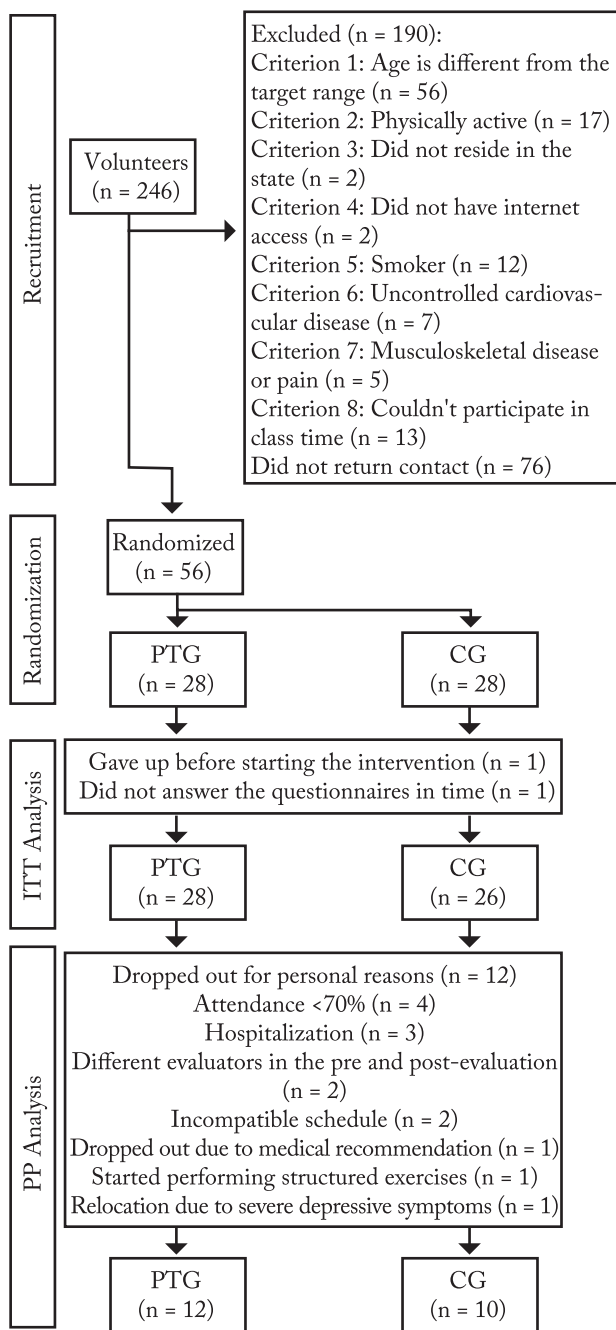 Recruitment
Volunteers
(n = 246)
Excluded (n = 190):
Criterion 1: Age is different from the
target range (n = 56)
Criterion 2: Physically active (n = 17)
Criterion 3: Did not reside in the
state (n = 2)
Criterion 4: Did not have internet
access (n = 2)
Criterion 5: Smoker (n = 12)
Criterion 6: Uncontrolled cardiovas-
cular disease (n = 7)
Criterion 7: Musculoskeletal disease
or pain (n = 5)
Criterion 8: Couldn't participate in
class time (n = 13)
Did not return contact (n = 76)
Randomization
Randomized
(n = 56)
PTG
(n = 28)
CG
(n = 28)
ITT Analysis
Gave up before starting the intervention (n = 1)
Did not answer the questionnaires in time (n = 1)
PTG
(n = 28)
CG
(n = 26)
PP Analysis
Dropped out for personal reasons (n = 12)
Attendance <70% (n = 4)
Hospitalization (n = 3)
Different evaluators in the pre and post-evaluation
(n = 2)
Incompatible schedule (n = 2)
Dropped out due to medical recommendation (n = 1)
Started performing structured exercises (n = 1)
Relocation due to severe depressive symptoms (n = 1)
PTG
(n = 12)
CG
(n = 10)